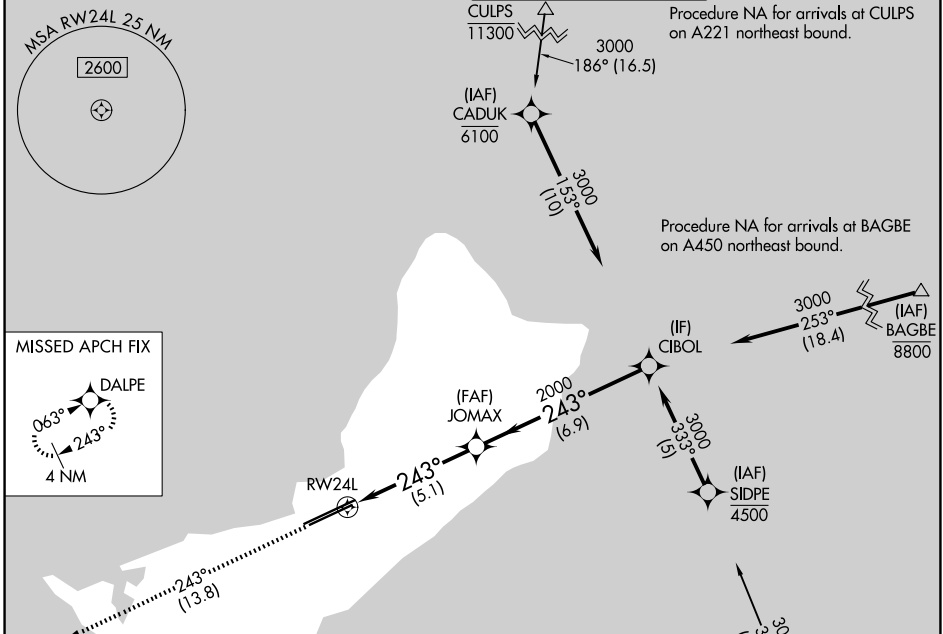 MSA RW24L 25 NM
2600
CULPS
11300
3000
186° (16.5)
Procedure NA for arrivals at CULPS
on A221 northeast bound.
(IAF)
CADUK
6100
3000
153°
(10)
Procedure NA for arrivals at BAGBE
on A450 northeast bound.
3000
253°
(18.4)
(IAF)
BAGBE
8800
(IF)
CIBOL
MISSED APCH FIX
DALPE
063°
243°
4 NM
2000
243°
(6.9)
(FAF)
JOMAX
3000
333°
(5)
243°
(5.1)
RW24L
(IAF)
SIDPE
4500
243°
(13.8)